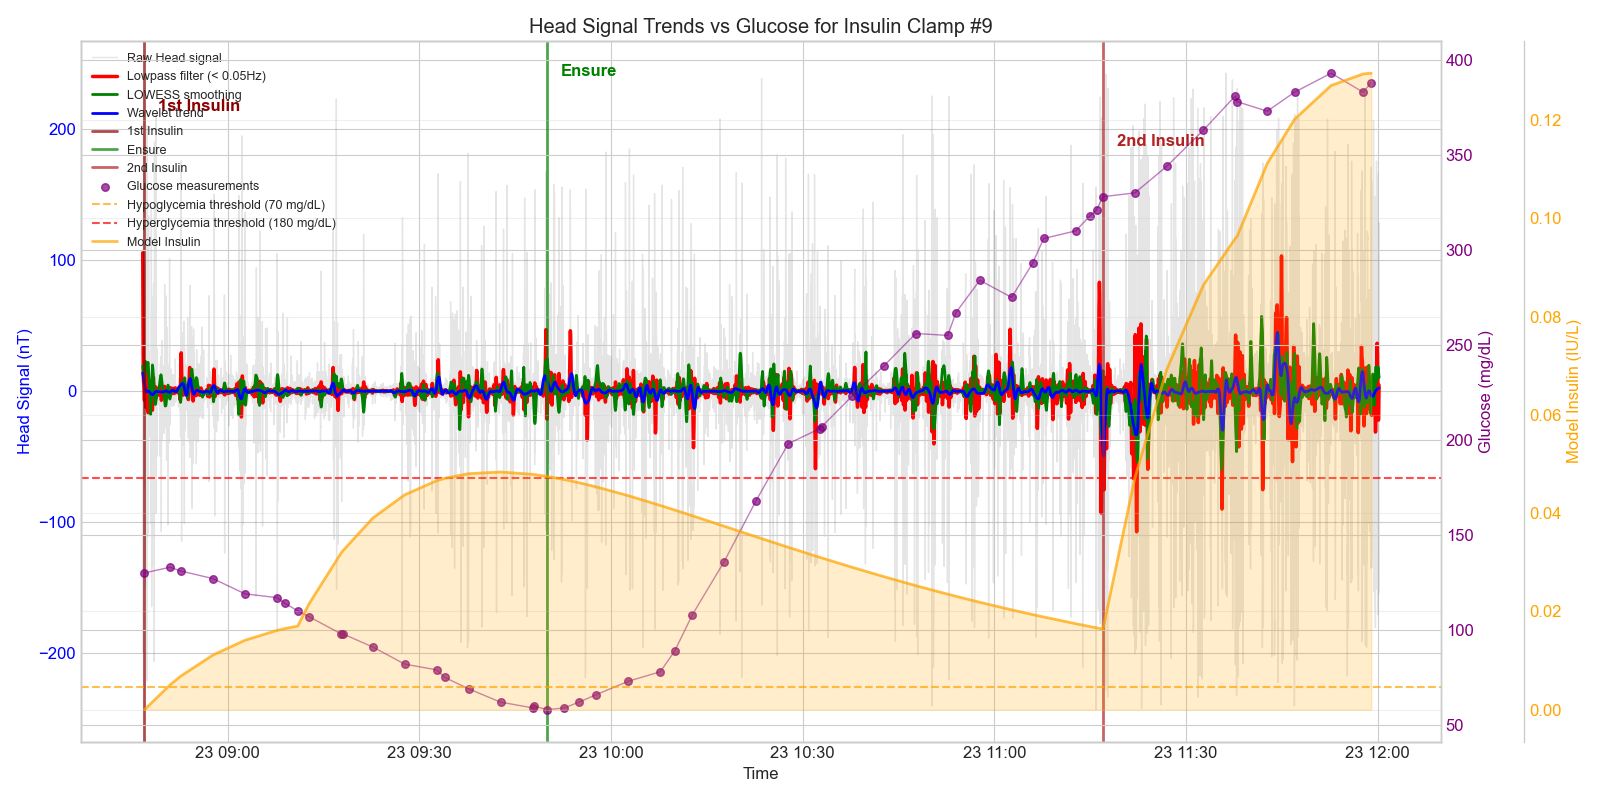 Head Signal Trends vs Glucose for Insulin Clamp #9
Raw Head signal
Lowpass filter (< 0.05Hz)
LOWESS smoothing
Wavelet trend
1st Insulin
Ensure
2nd Insulin
Glucose measurements
Hypoglycemia threshold (70 mg/dL)
Hyperglycemia threshold (180 mg/dL)
Model Insulin
1st Insulin
Ensure
2nd Insulin
Head Signal (nT)
200
100
0
−100
−200
400
350
300
250
200
150
100
50
Glucose (mg/dL)
0.12
0.10
0.08
0.06
0.04
0.02
0.00
Model Insulin (IU/L)
23 09:00
23 09:30
23 10:00
23 10:30
23 11:00
23 11:30
23 12:00
Time